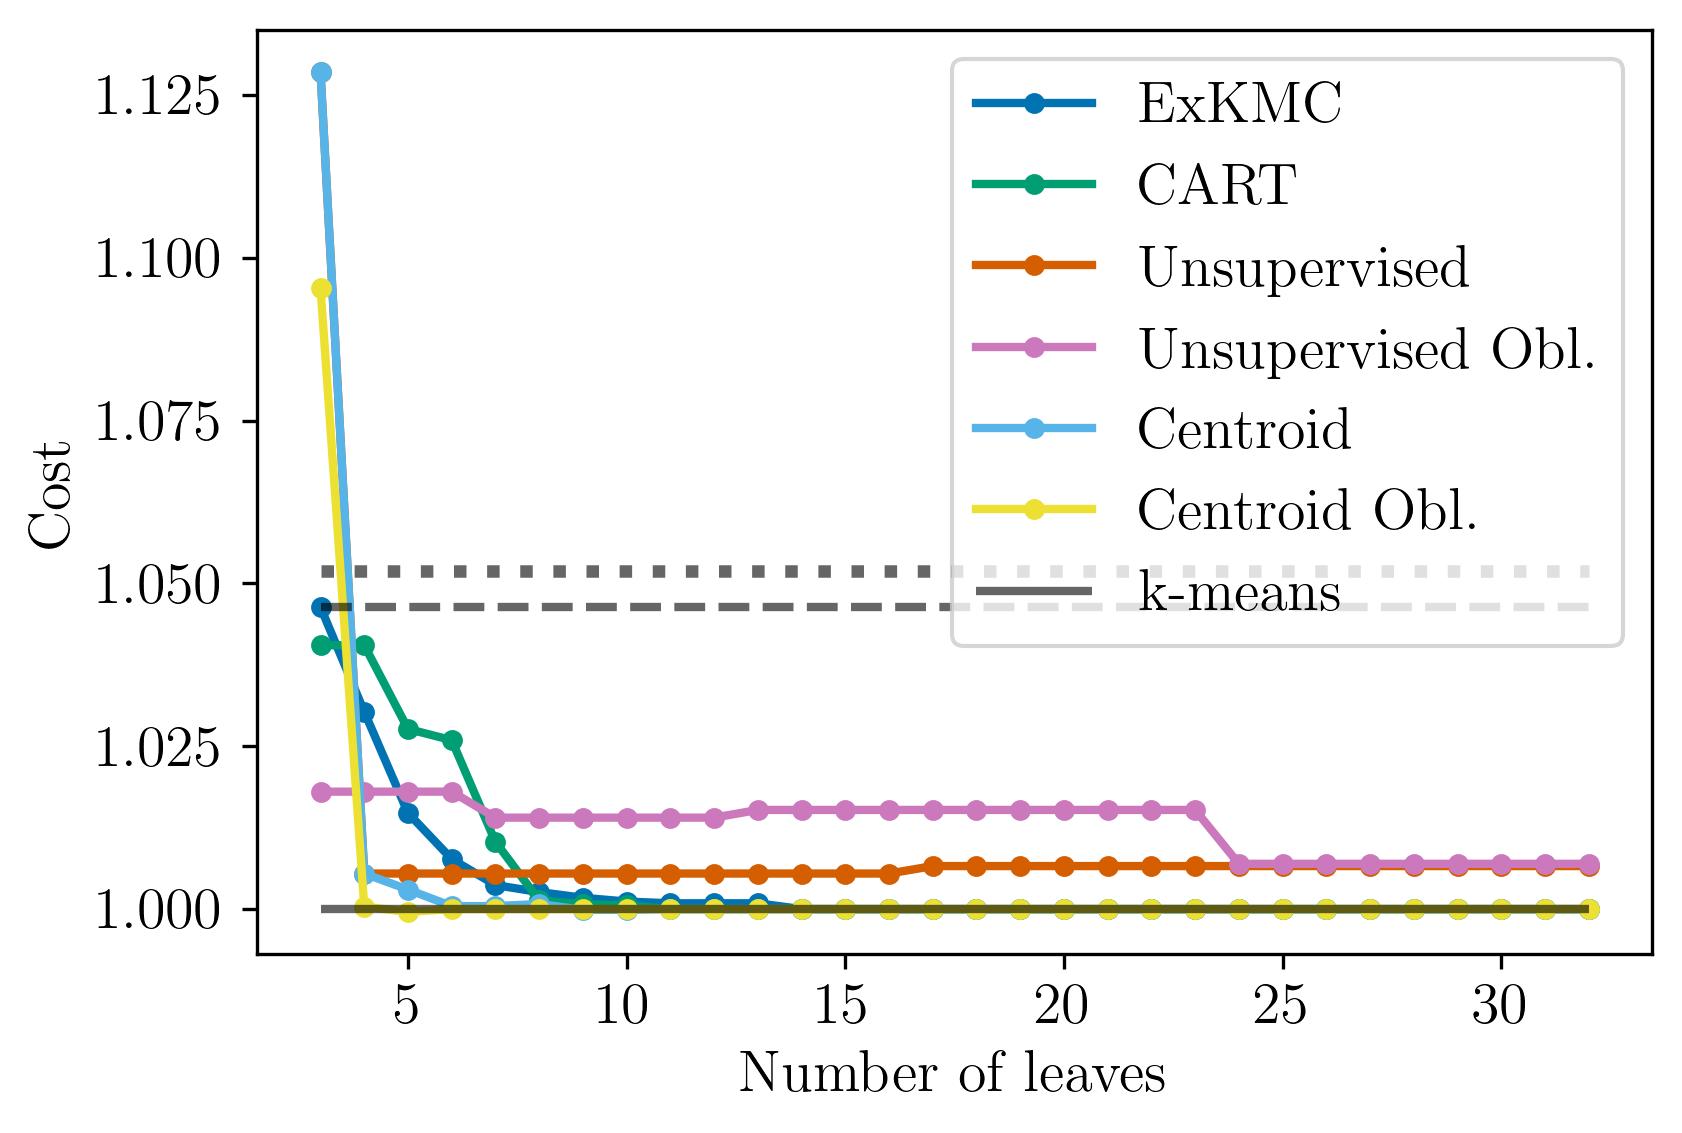 1.125
1.100
1.075
1.050
1.025
1.000
Cost
5
10
15
20
25
30
Number of leaves
ExKMC
CART
Unsupervised
Unsupervised Obl.
Centroid
Centroid Obl.
k-means